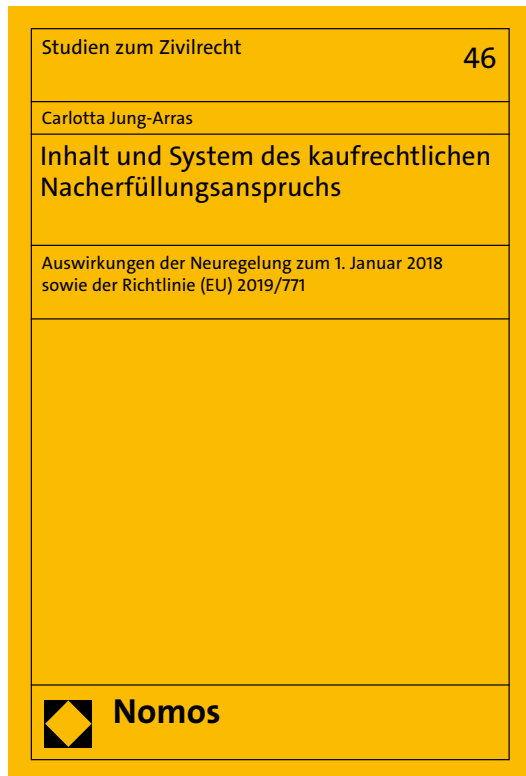 Studien zum Zivilrecht
46
Carlotta Jung-Arras
Inhalt und System des kaufrechtlichen
Nacherfüllungsanspruchs
Auswirkungen der Neuregelung zum 1. Januar 2018
sowie der Richtlinie (EU) 2019/771
Nomos